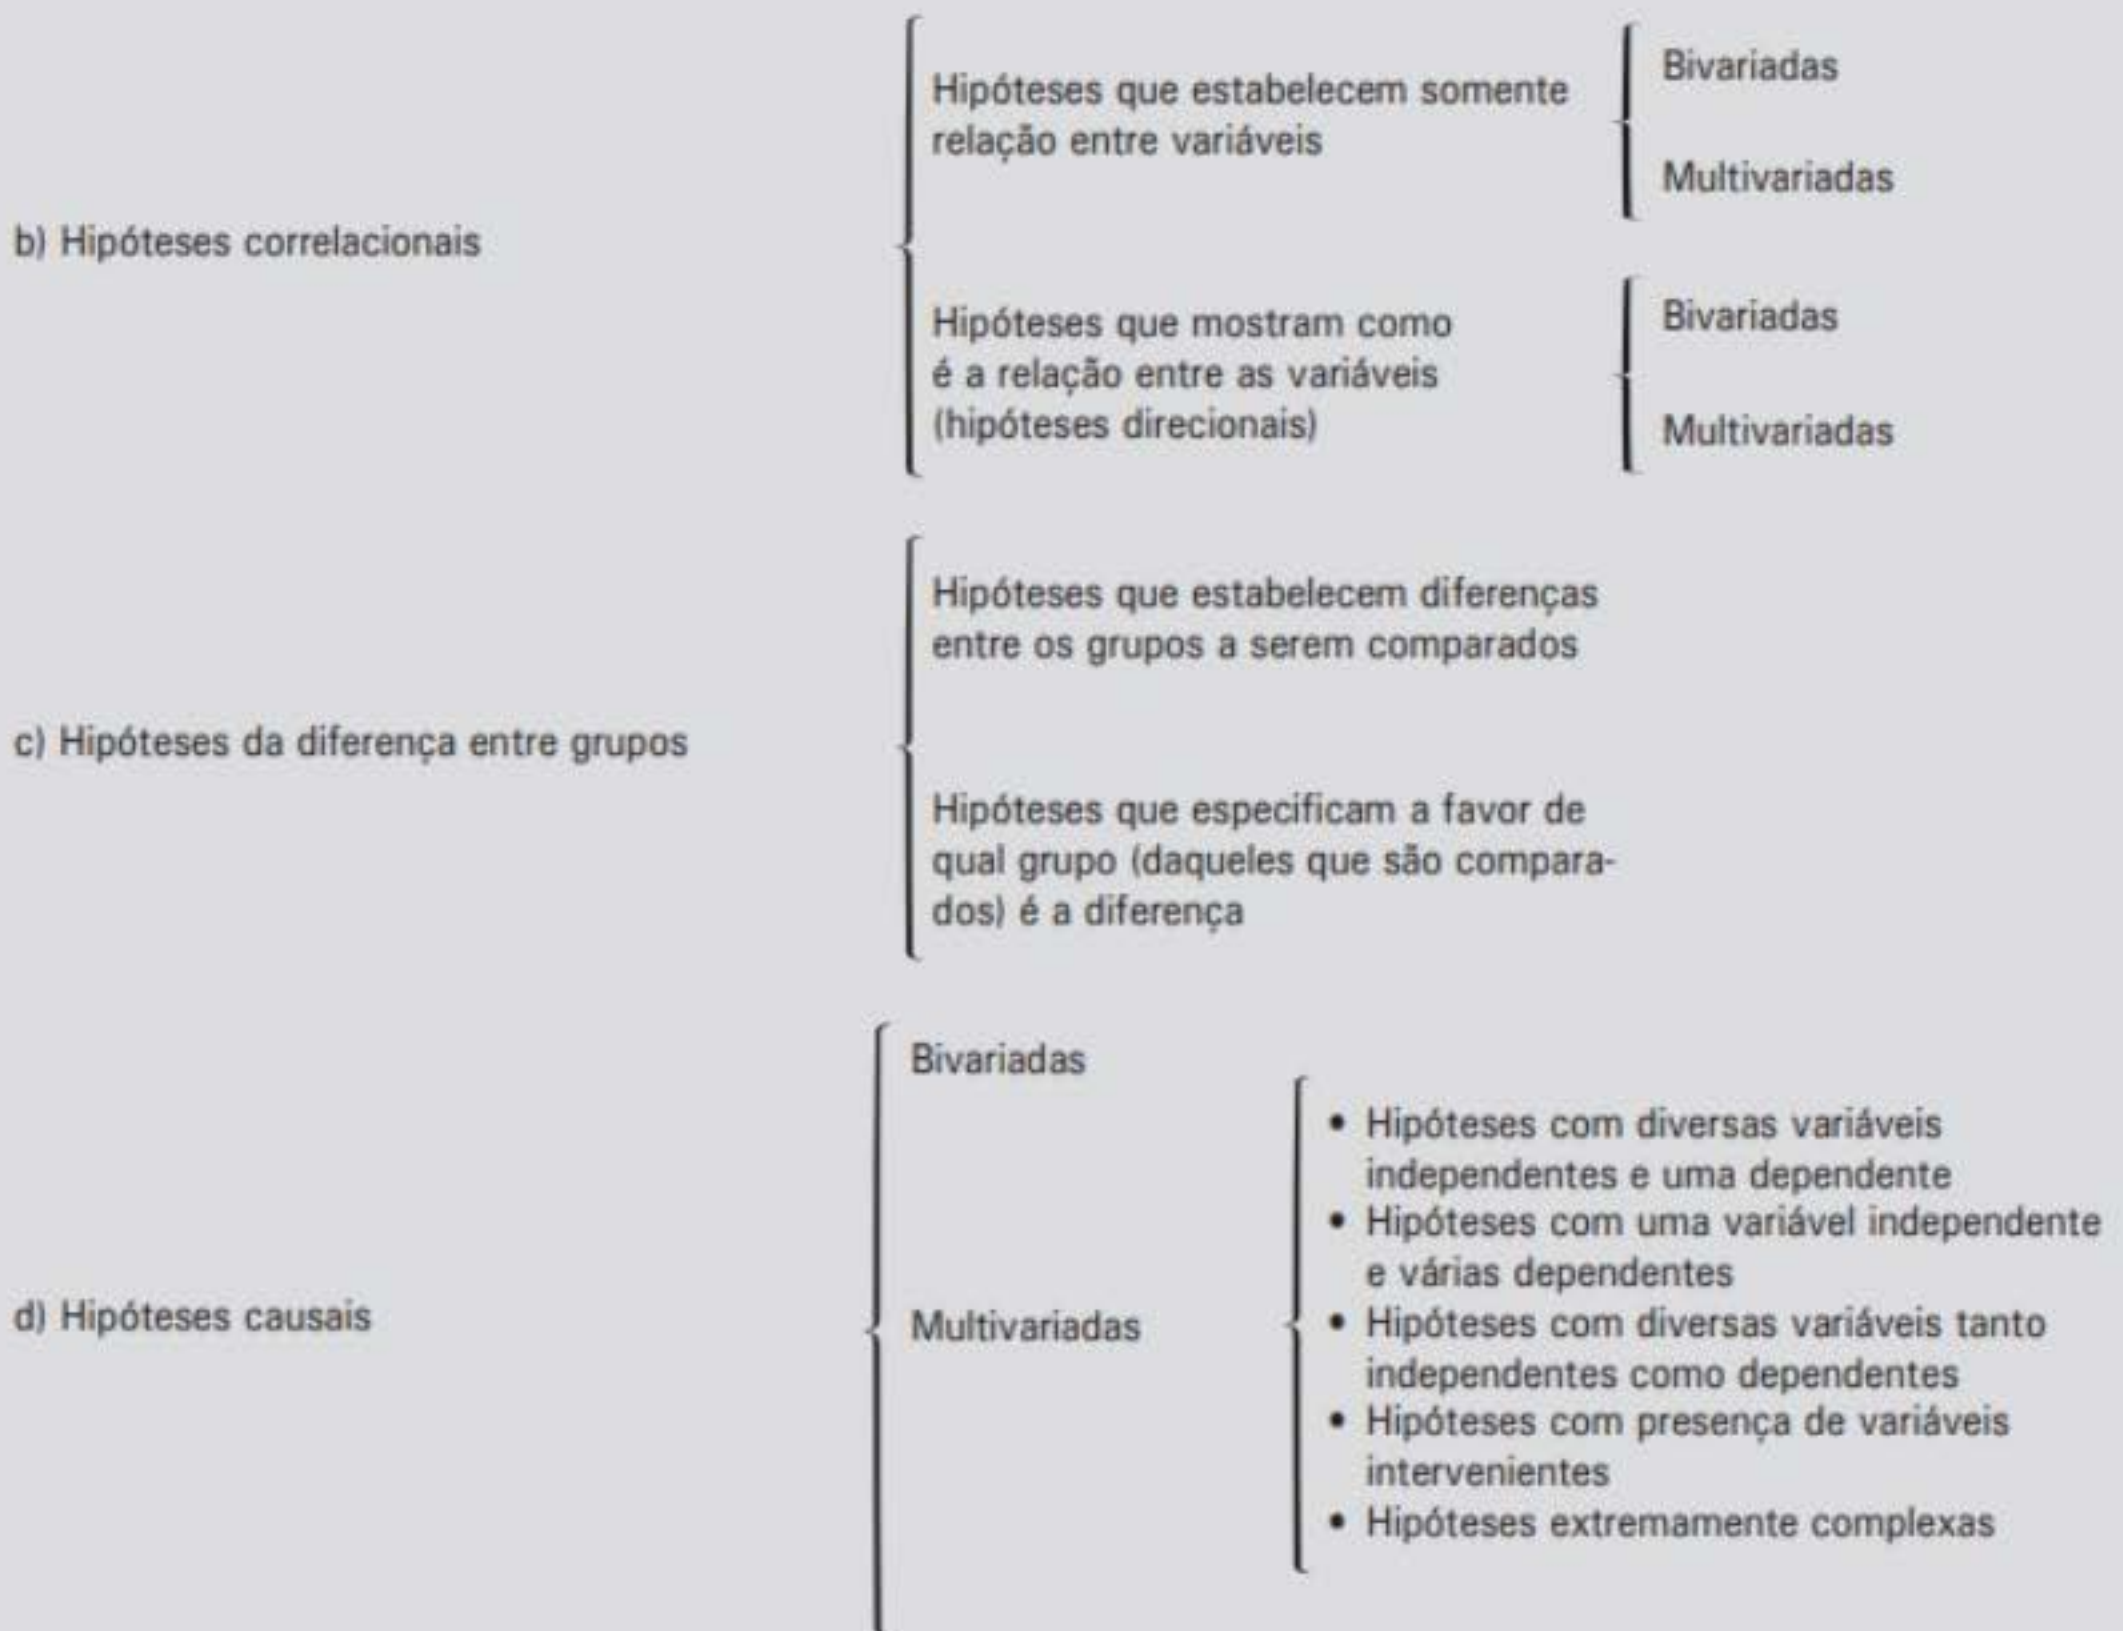 b) Hipóteses correlacionais
Hipóteses que estabelecem somente
relação entre variáveis
Bivariadas
Multivariadas
Hipóteses que mostram como
é a relação entre as variáveis
(hipóteses direcionais)
Bivariadas
Multivariadas
c) Hipóteses da diferença entre grupos
Hipóteses que estabelecem diferenças
entre os grupos a serem comparados
Hipóteses que especificam a favor de
qual grupo (daqueles que são compara-
dos) é a diferença
d) Hipóteses causais
Bivariadas
Multivariadas
• Hipóteses com diversas variáveis
independentes e uma dependente
• Hipóteses com uma variável independente
e várias dependentes
• Hipóteses com diversas variáveis tanto
independentes como dependentes
• Hipóteses com presença de variáveis
intervenientes
• Hipóteses extremamente complexas